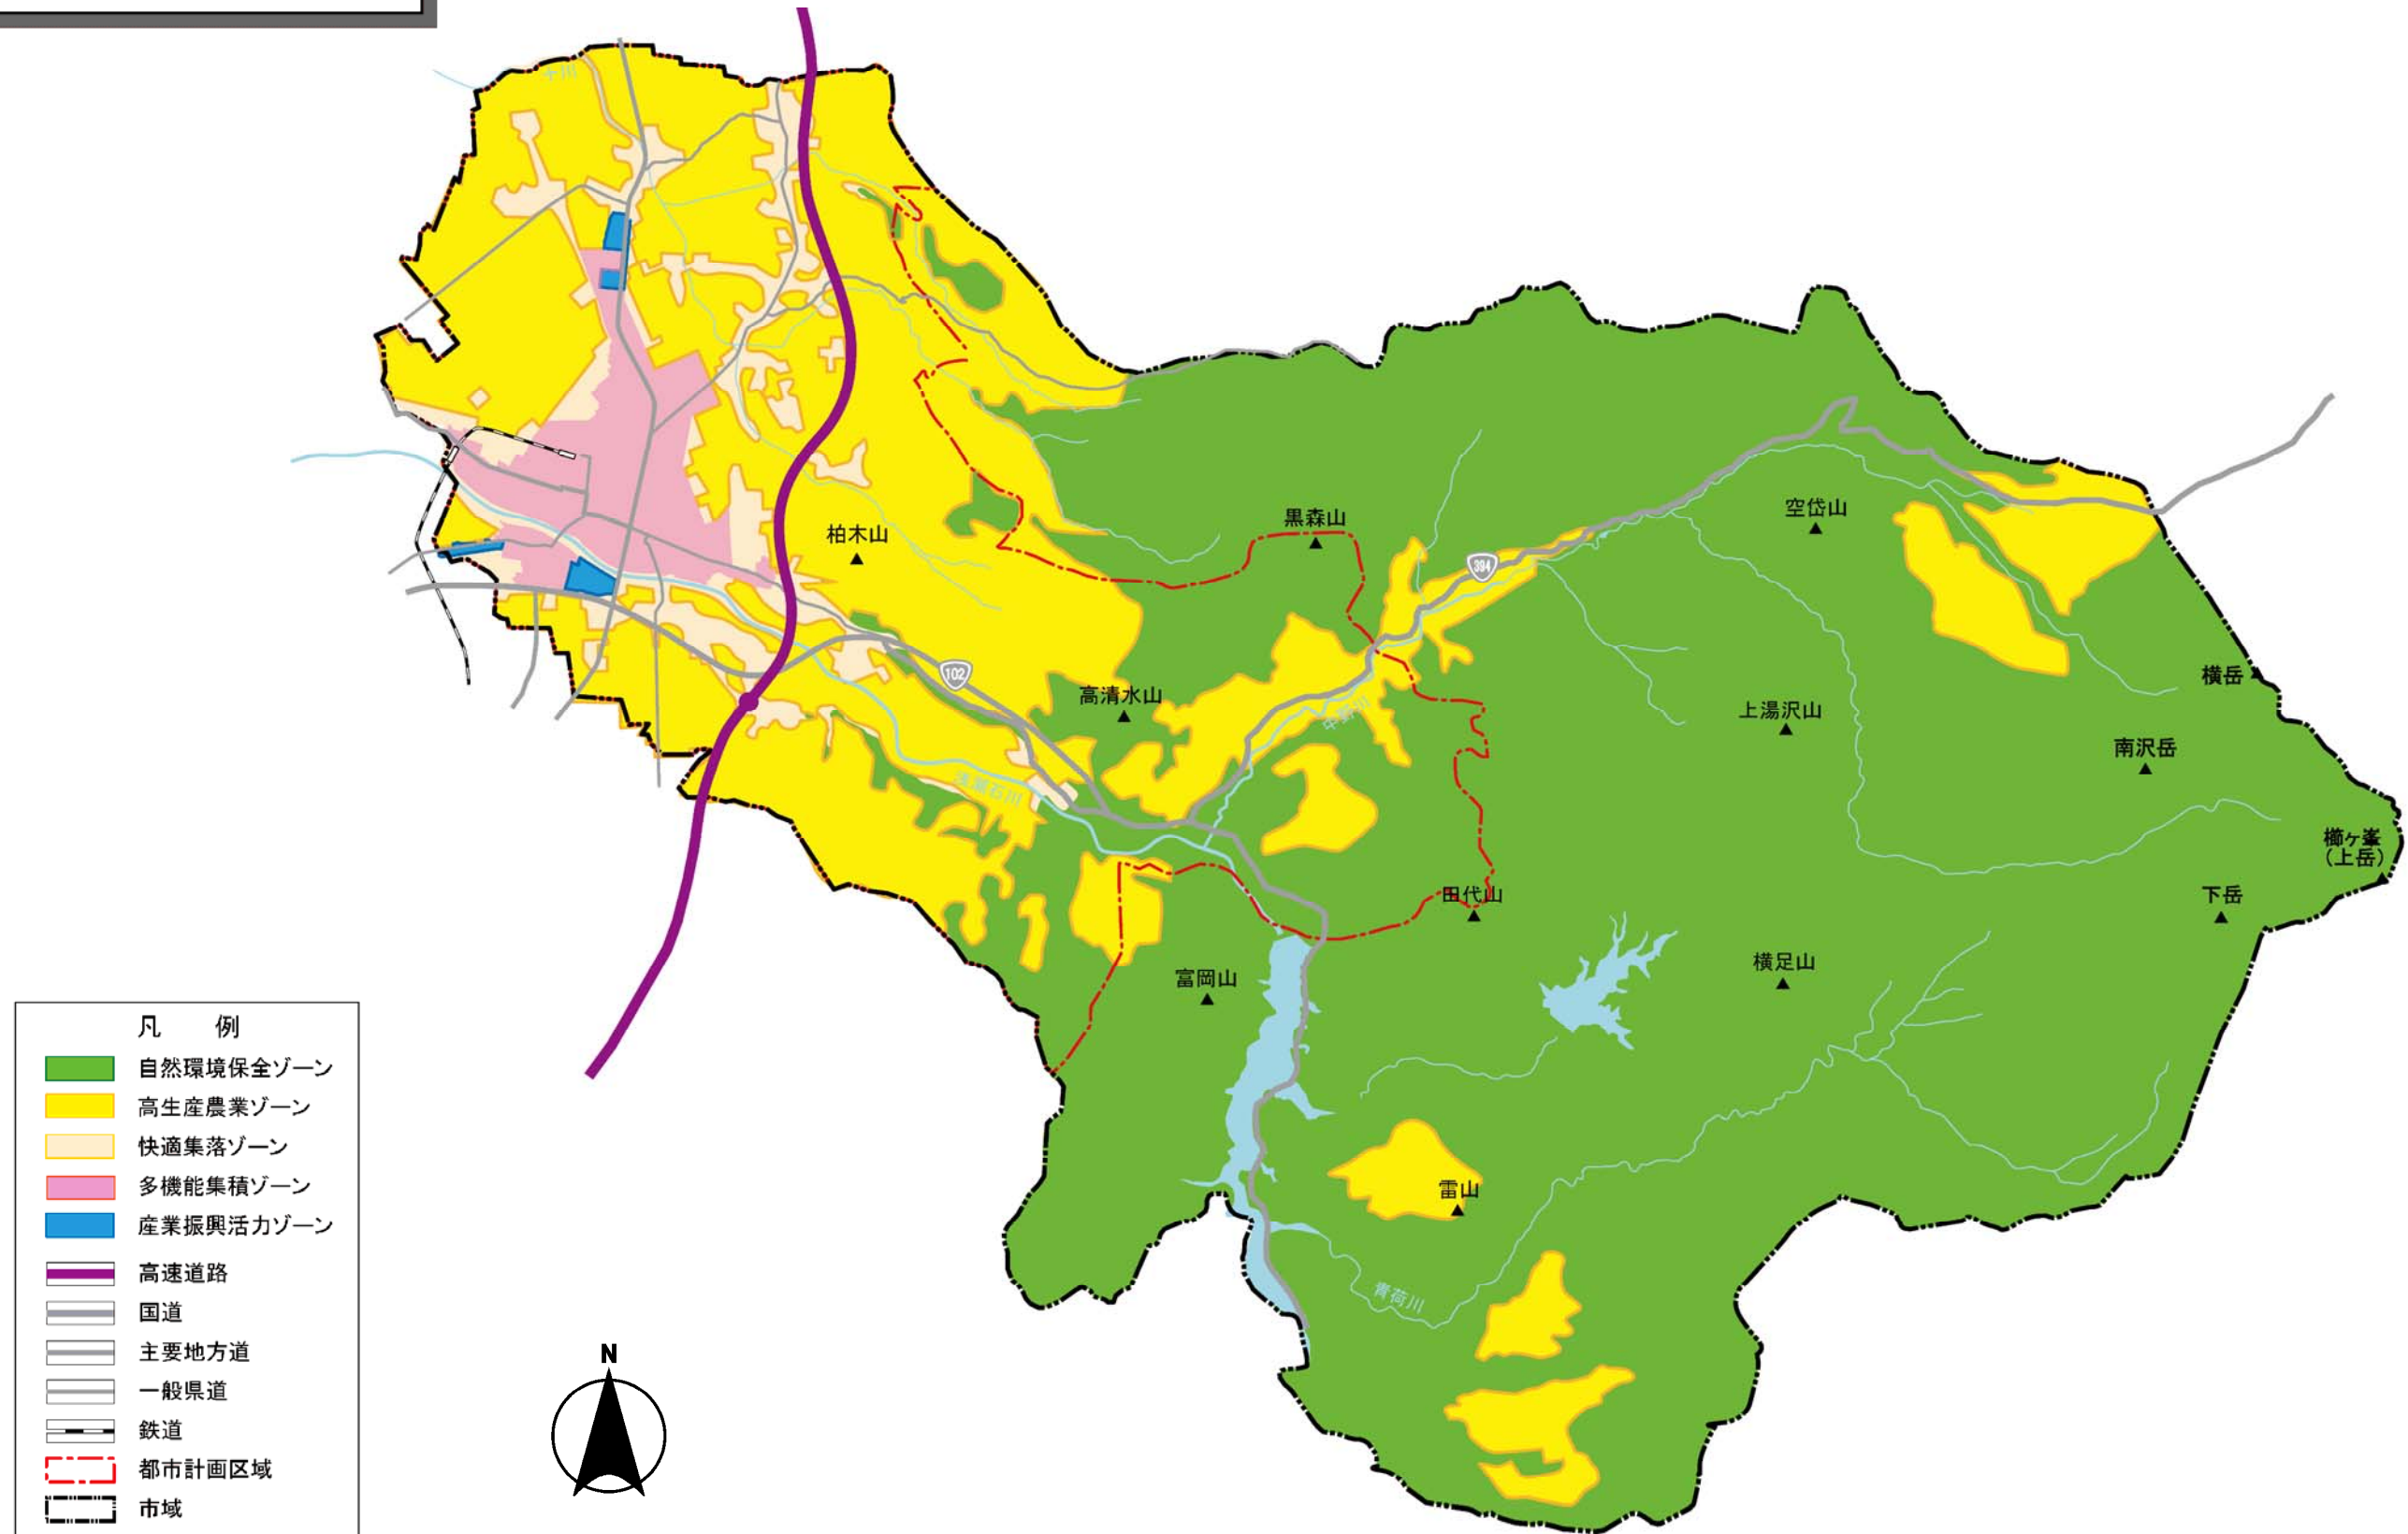 十川
柏木山
黒森山
394
空岱山
102
高清水山
中野川
上湯沢山
横岳
南沢岳
浅瀬石川
櫛ヶ峯
（上岳）
田代山
下岳
富岡山
横足山
雷山
青荷川
凡 例
自然環境保全ゾーン
高生産農業ゾーン
快適集落ゾーン
多機能集積ゾーン
産業振興活力ゾーン
高速道路
国道
主要地方道
一般県道
鉄道
都市計画区域
市域
N